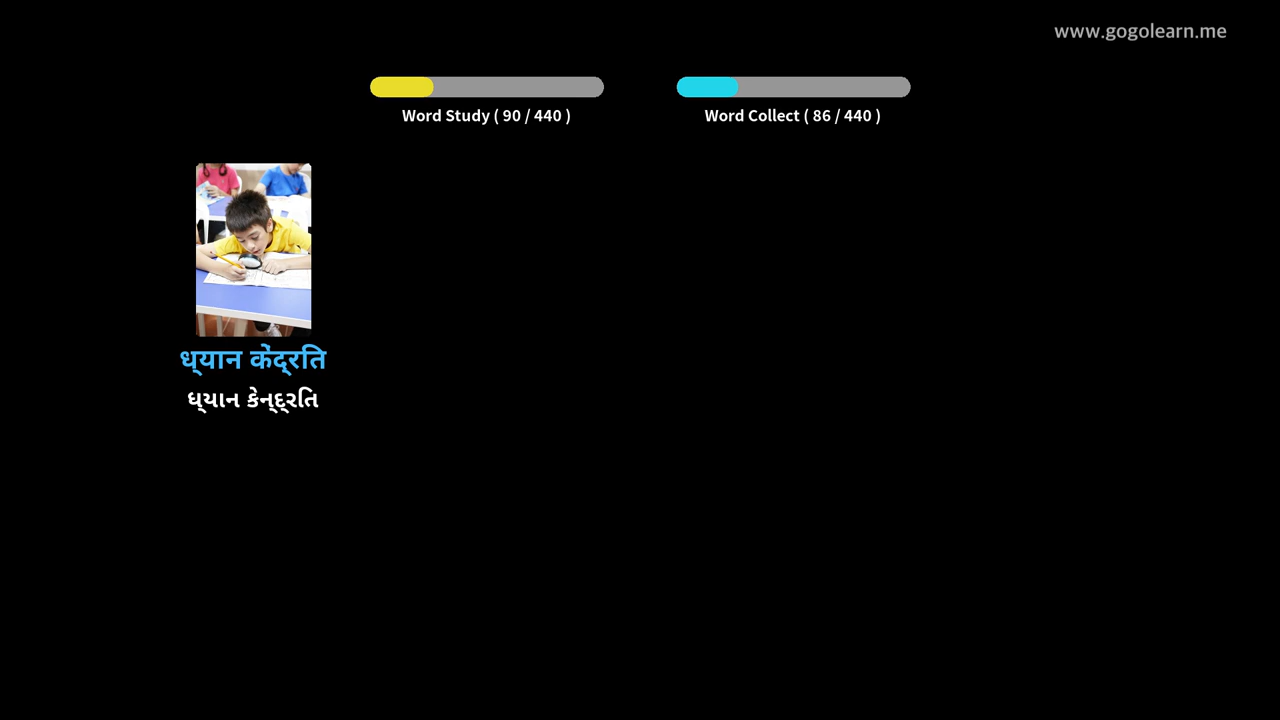 www.gogolearn.me
Word Study ( 90 / 440 )
Word Collect ( 86 / 440 )
ध्यान केंद्रति
ધ્યાન કેન્દ્રતિ